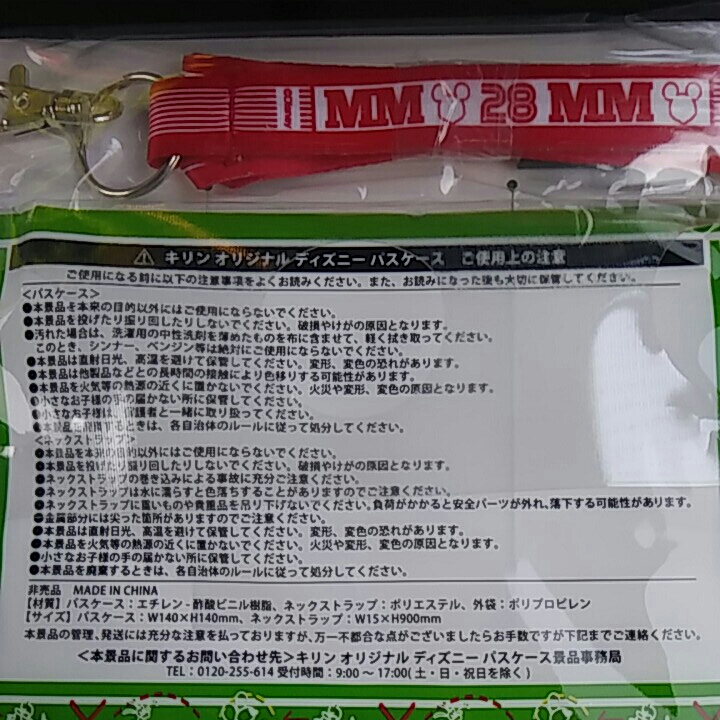 MM 28 MM
⚠ キリン オリジナル ディズニー パスケース ご使用上の注意
ご使用になる前に以下の注意事項をよくお読みください。また、お読みになった後も大切に保管してください。
＜パスケース＞
●本景品を本来の目的以外にはご使用にならないでください。
●本景品を投げたり振り回したりしないでください。破損やけがの原因となります。
●汚れた場合は、洗濯用の中性洗剤を薄めたものを布に含ませて、軽く拭き取ってください。
このとき、シンナー、ベンジン等は絶対にご使用にならないでください。
●本景品は直射日光、高温を避けて保管してください。変形、変色の恐れがあります。
●本景品は他製品などとの長時間の接触により色移りする可能性があります。
●本景品を火気等の熱源の近くに置かないでください。火災や変形、変色の原因となります。
●小さなお子様の手の届かない所に保管してください。
●小さなお子様は、保護者と一緒に取り扱ってください。
●本景品を廃棄するときは、各自治体のルールに従って処分してください。
＜ネックストラップ＞
●本景品を本来の目的以外にはご使用にならないでください。
●本景品を投げたり振り回したりしないでください。破損やけがの原因となります。
●ネックストラップの巻き込みによる事故に充分ご注意ください。
●ネックストラップは水に濡らすと色落ちすることがありますのでご注意ください。
●ネックストラップに重いものや貴重品を吊り下げないでください。負荷がかかると安全パーツが外れ、落下する可能性があります。
●金属部分には尖った箇所がありますのでご注意ください。
●本景品は直射日光、高温を避けて保管してください。変形、変色の恐れがあります。
●本景品を火気等の熱源の近くに置かないでください。火災や変形、変色の原因となります。
●小さなお子様の手の届かない所に保管してください。
●本景品を廃棄するときは、各自治体のルールに従って処分してください。
非売品 MADE IN CHINA
【材質】パスケース：エチレン-酢酸ビニル樹脂、ネックストラップ：ポリエステル、外袋：ポリプロピレン
【サイズ】パスケース：W140×H140mm、ネックストラップ：W15×H900mm
本景品の管理、発送には充分な注意を払っておりますが、万一不都合な点がございましたらお手数ですが下記までご連絡ください。
＜本景品に関するお問い合わせ先＞キリン オリジナル ディズニー パスケース景品事務局
TEL：0120-255-614 受付時間：9:00～17:00(土・日・祝日を除く)